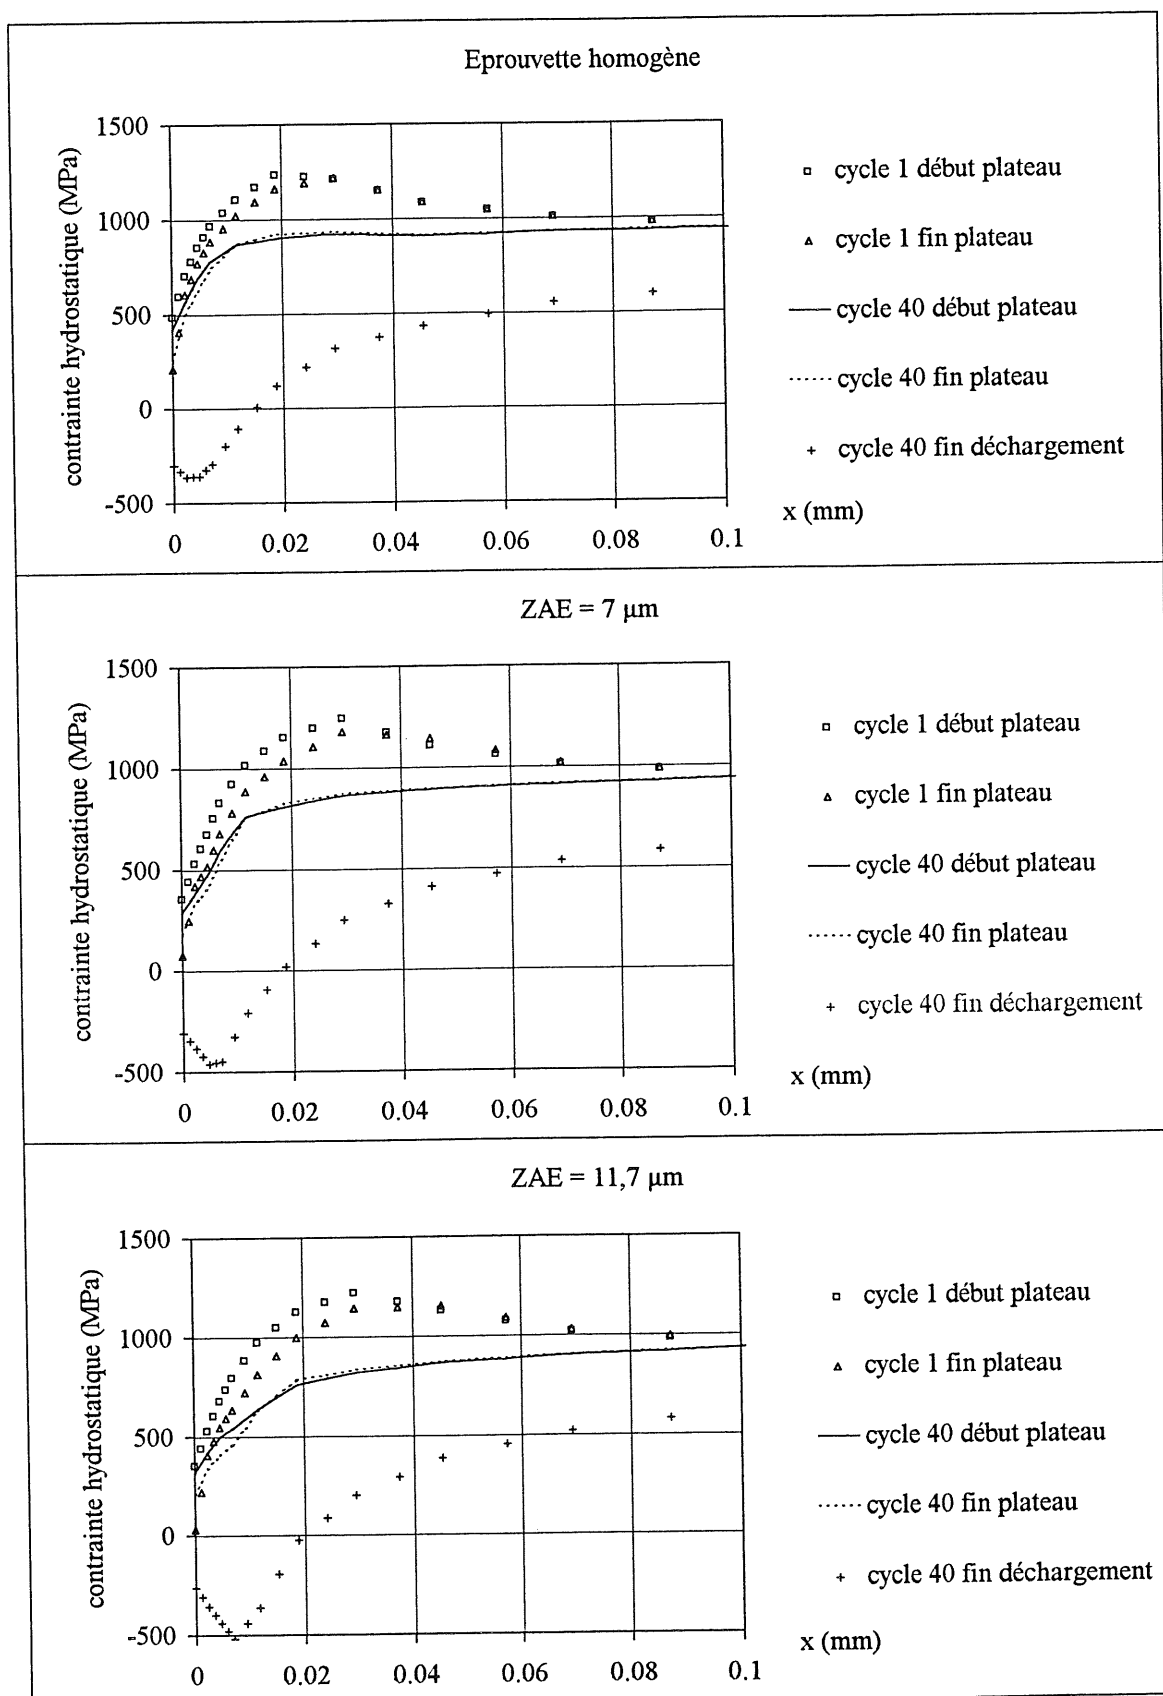 Eprouvette homogène
contrainte hydrostatique (MPa)
1500
1000
500
0
-500
0 0.02 0.04 0.06 0.08 0.1
x (mm)
cycle 1 début plateau
cycle 1 fin plateau
cycle 40 début plateau
cycle 40 fin plateau
cycle 40 fin déchargement
ZAE = 7 μm
contrainte hydrostatique (MPa)
1500
1000
500
0
-500
0 0.02 0.04 0.06 0.08 0.1
x (mm)
cycle 1 début plateau
cycle 1 fin plateau
cycle 40 début plateau
cycle 40 fin plateau
cycle 40 fin déchargement
ZAE = 11,7 μm
contrainte hydrostatique (MPa)
1500
1000
500
0
-500
0 0.02 0.04 0.06 0.08 0.1
x (mm)
cycle 1 début plateau
cycle 1 fin plateau
cycle 40 début plateau
cycle 40 fin plateau
cycle 40 fin déchargement